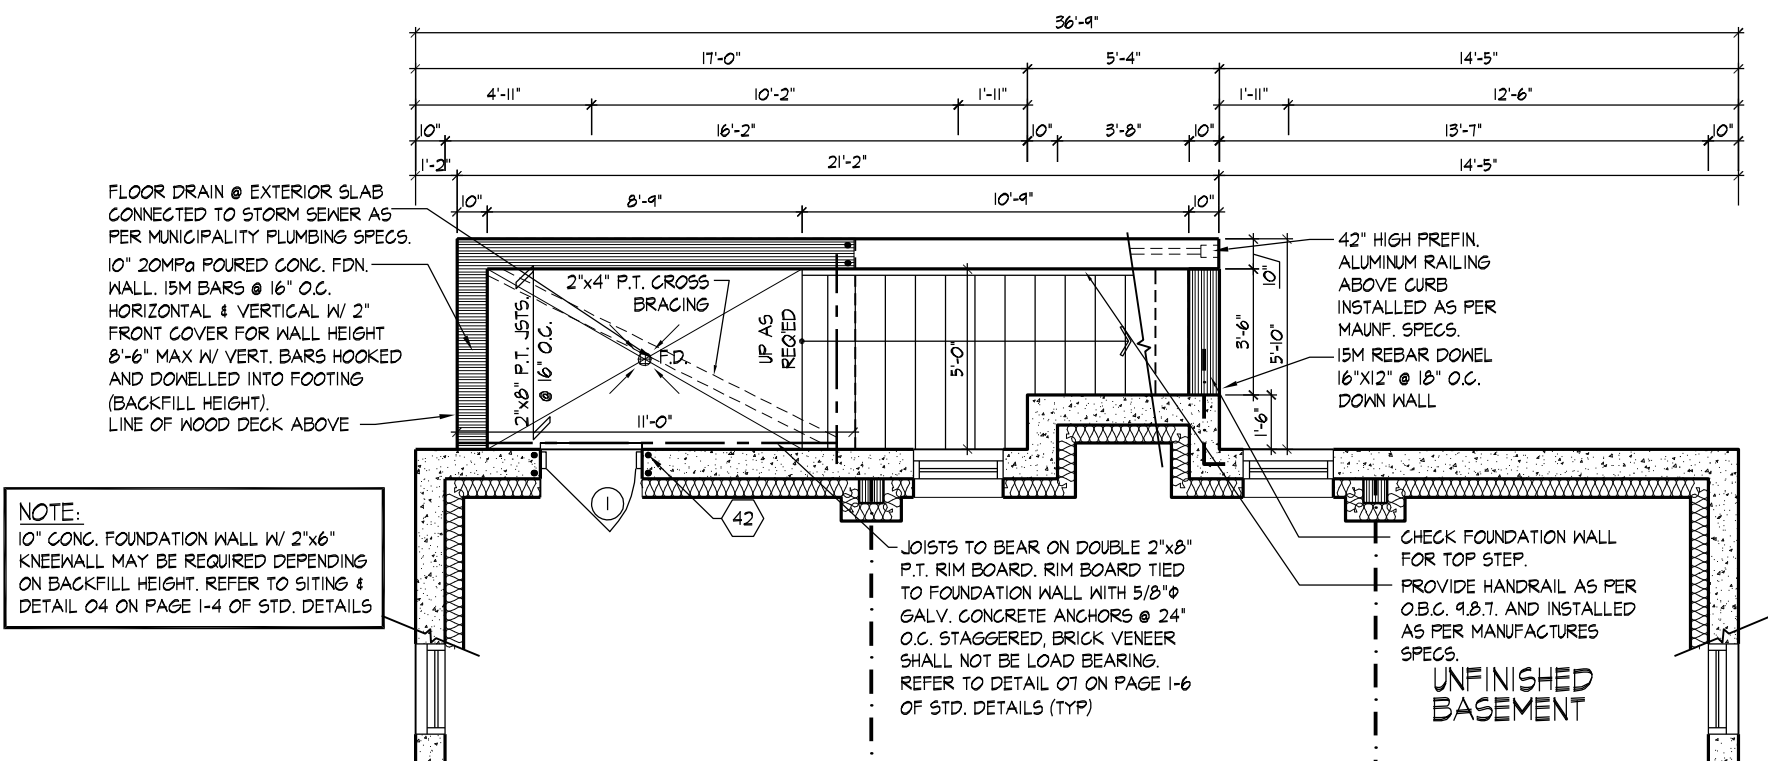 36'-9"
17'-0" 5'-4" 14'-5"
4'-11" 10'-2" 1'-11" 1'-11" 12'-6"
10" 16'-2" 10" 3'-8" 10" 13'-7" 10"
1'-2" 21'-2" 14'-5"
10" 8'-9" 10'-9" 10"
FLOOR DRAIN @ EXTERIOR SLAB
CONNECTED TO STORM SEWER AS
PER MUNICIPALITY PLUMBING SPECS.
10" 20MPa POURED CONC. FDN.
WALL. 15M BARS @ 16" O.C.
HORIZONTAL & VERTICAL W/ 2"
FRONT COVER FOR WALL HEIGHT
8'-6" MAX W/ VERT. BARS HOOKED
AND DOWELLED INTO FOOTING
(BACKFILL HEIGHT).
LINE OF WOOD DECK ABOVE
2"x8" P.T. JSTS.
@ 16" O.C.
2"x4" P.T. CROSS
BRACING
F.D.
UP AS
REQ'ED
11'-0"
5'-0"
10"
3'-6"
5'-10"
1'-6"
42" HIGH PREFIN.
ALUMINUM RAILING
ABOVE CURB
INSTALLED AS PER
MAUNF. SPECS.
15M REBAR DOWEL
16"X12" @ 18" O.C.
DOWN WALL
NOTE:
10" CONC. FOUNDATION WALL W/ 2"x6"
KNEEWALL MAY BE REQUIRED DEPENDING
ON BACKFILL HEIGHT. REFER TO SITING &
DETAIL 04 ON PAGE 1-4 OF STD. DETAILS
1
42
JOISTS TO BEAR ON DOUBLE 2"x8"
P.T. RIM BOARD. RIM BOARD TIED
TO FOUNDATION WALL WITH 5/8"Φ
GALV. CONCRETE ANCHORS @ 24"
O.C. STAGGERED, BRICK VENEER
SHALL NOT BE LOAD BEARING.
REFER TO DETAIL 07 ON PAGE 1-6
OF STD. DETAILS (TYP)
CHECK FOUNDATION WALL
FOR TOP STEP.
PROVIDE HANDRAIL AS PER
O.B.C. 9.8.7. AND INSTALLED
AS PER MANUFACTURES
SPECS.
UNFINISHED
BASEMENT